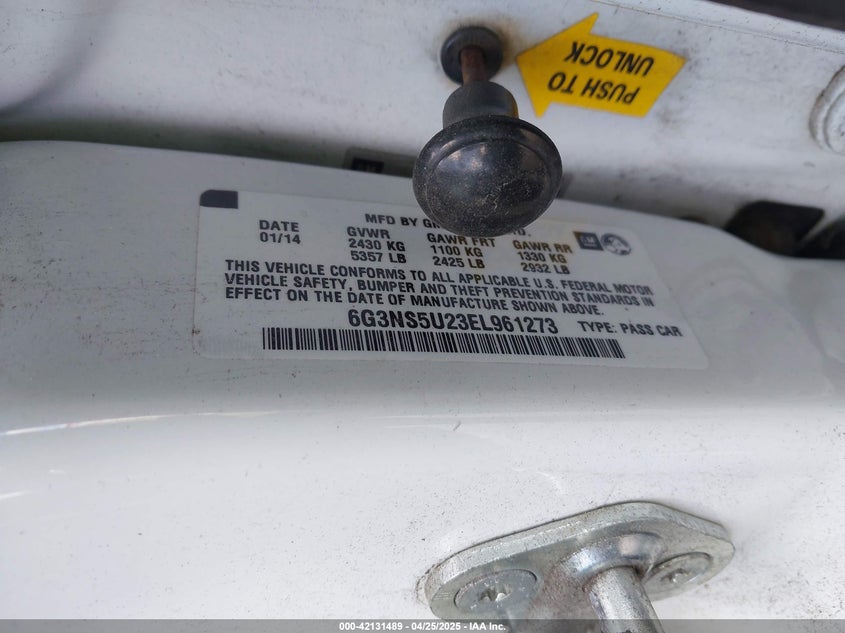 PUSH TO
UNLOCK
DATE
01/14
MFD BY
GVWR
2430 KG
5357 LB
GAWR FRT
1100 KG
2425 LB
GAWR RR
1330 KG
2932 LB
GM
THIS VEHICLE CONFORMS TO ALL APPLICABLE U.S. FEDERAL MOTOR
VEHICLE SAFETY, BUMPER AND THEFT PREVENTION STANDARDS IN
EFFECT ON THE DATE OF MANUFACTURE SHOWN ABOVE.
6G3NS5U23EL961273 TYPE: PASS CAR
000-42131489 - 04/25/2025 - IAA Inc.